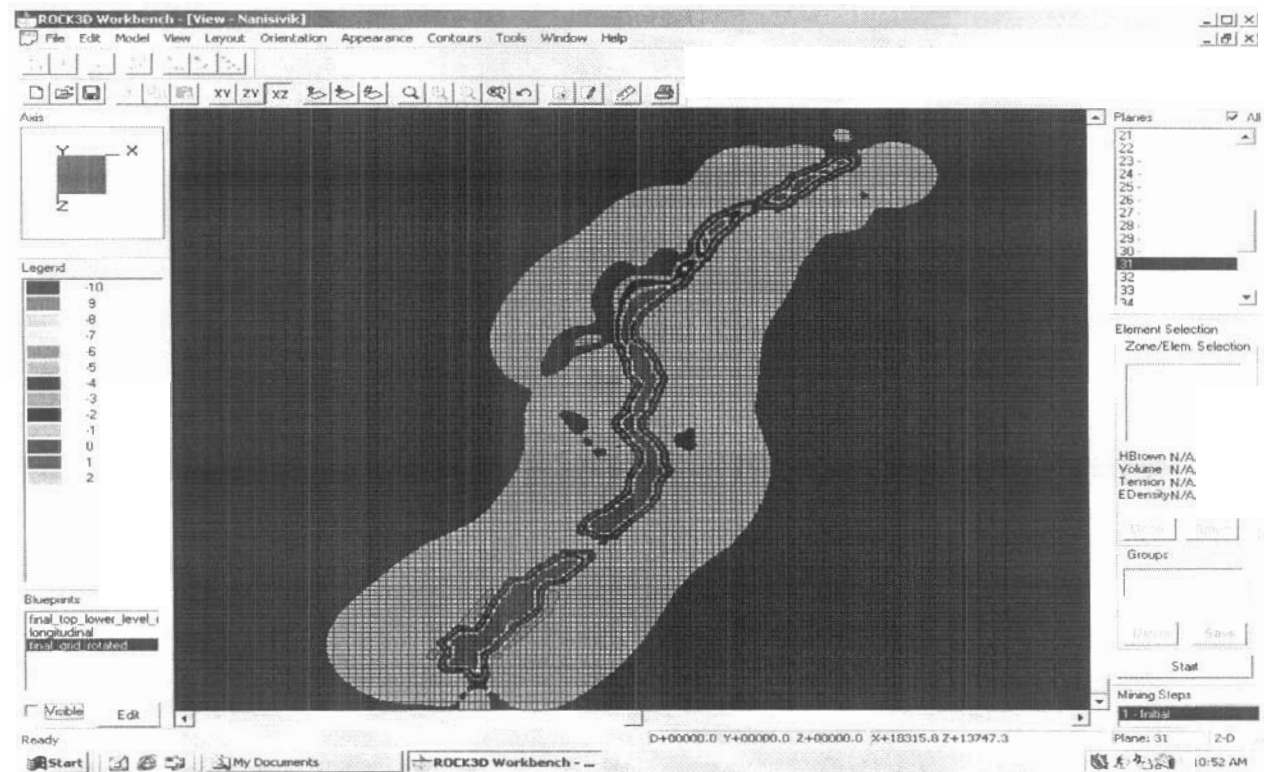 ROCK3D Workbench - [View - Nanisivik]
File Edit Model View Layout Orientation Appearance Contours Tools Window Help
XY ZY XZ
Axis
Y X
Z
Legend
-10
9
-8
-7
-6
-5
-4
-3
-2
-1
0
1
2
Blueprints
final_top_lower_level_
longitudinal
final_grid_rotated
Visible Edit
Planes All
21
22
23 -
24 -
25 -
26 -
27 -
28 -
29 -
30 -
31
32
33
34
Element Selection
Zone/Elem. Selection
HBrown N/A.
Volume N/A.
Tension N/A.
EDensity N/A.
Groups
Save
Start
Mining Steps
1 - Initial
Ready
D+00000.0 Y+00000.0 Z+00000.0 X+18315.8 Z+13747.3
Plane: 31 2-D
Start My Documents ROCK3D Workbench - ... 10:52 AM